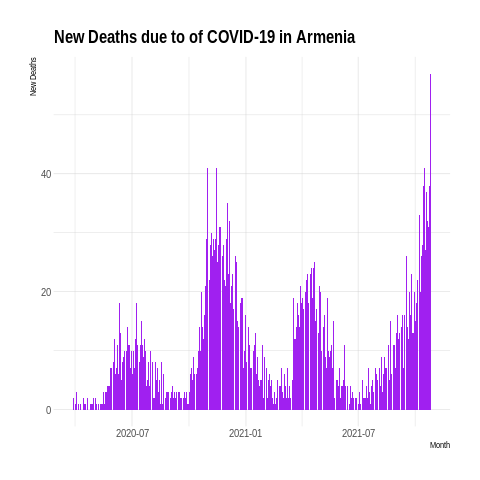 New Deaths due to of COVID-19 in Armenia
New Deaths
40
20
0
2020-07
2021-01
2021-07
Month